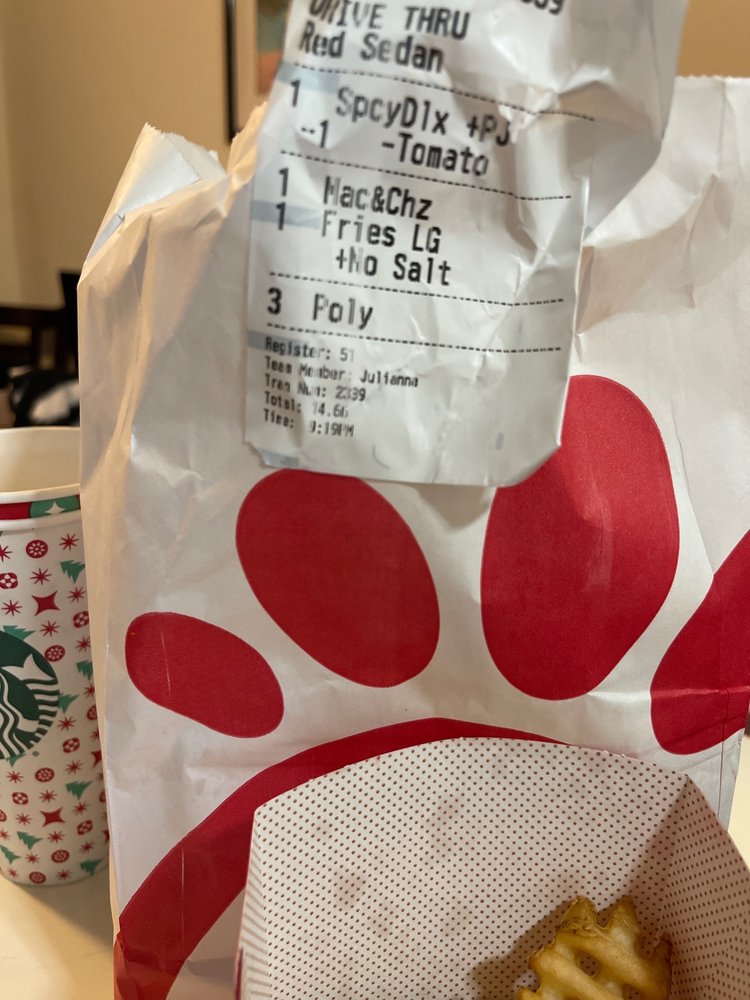 DRIVE THRU
Red Sedan
1 SpcyDlx +PJ
--1 -Tomato
1 Mac&Chz
1 Fries LG
+No Salt
3 Poly
Register: 51
Team Member: Julianna
Tran Num: 2339
Total: 14.66
Time: